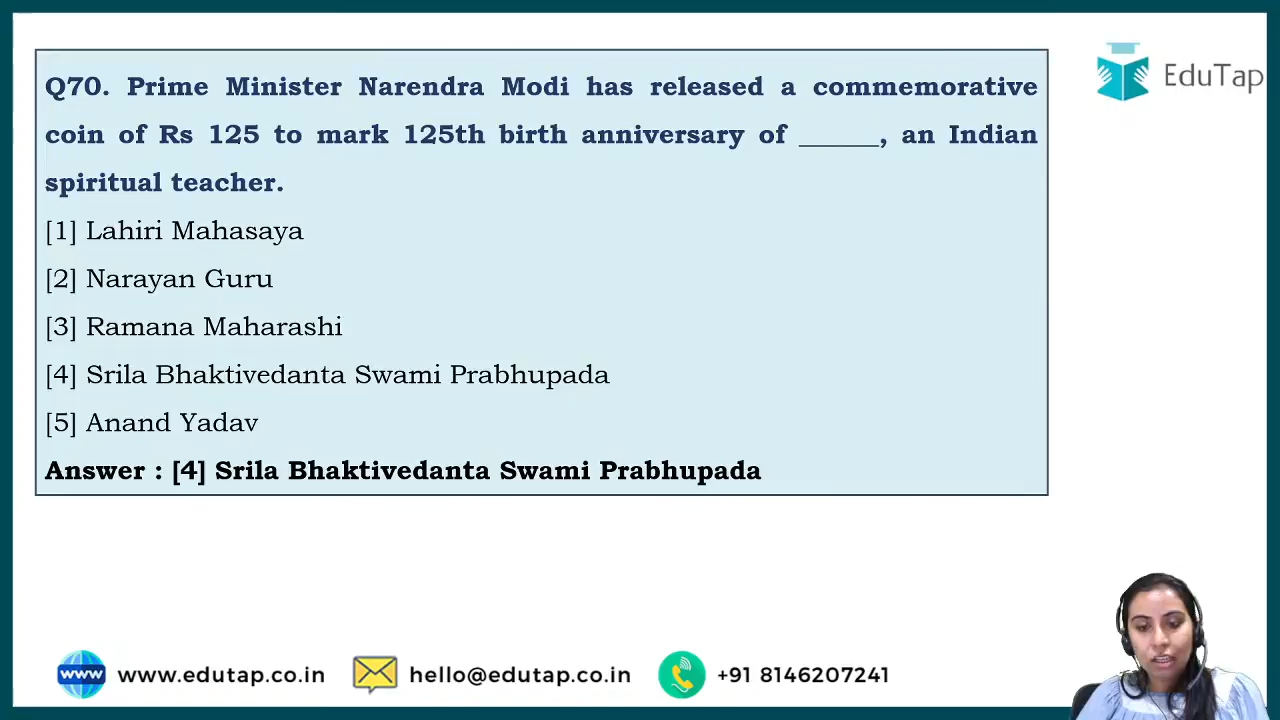 EduTap
Q70. Prime Minister Narendra Modi has released a commemorative
coin of Rs 125 to mark 125th birth anniversary of ______, an Indian
spiritual teacher.
[1] Lahiri Mahasaya
[2] Narayan Guru
[3] Ramana Maharashi
[4] Srila Bhaktivedanta Swami Prabhupada
[5] Anand Yadav
Answer : [4] Srila Bhaktivedanta Swami Prabhupada
www www.edutap.co.in hello@edutap.co.in +91 8146207241